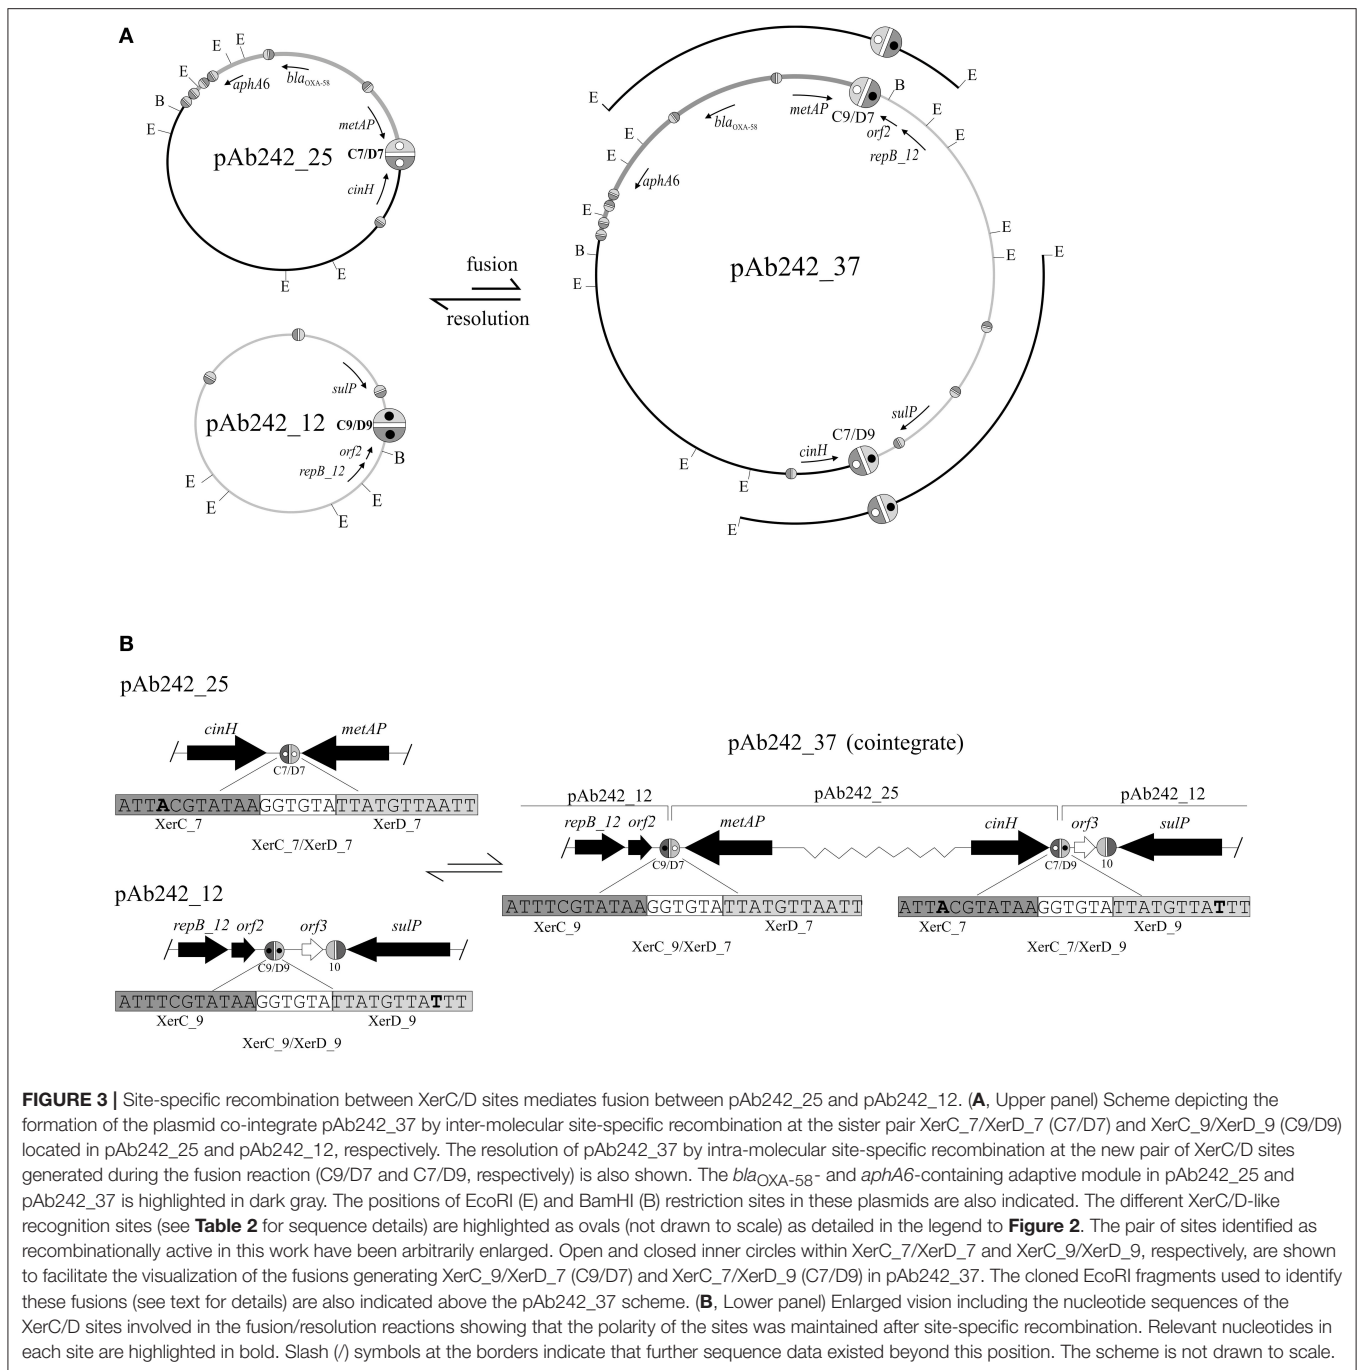 A
E
E
E
B
E
aphA6
blaOXA-58
metAP
pAb242_25
C7/D7
cinH
E
E
fusion
resolution
sulP
pAb242_12
C9/D9
orf2
repB_12
B
E
E
E
E
E
E
metAP
C9/D7
B
E
E
orf2
repB_12
blaOXA-58
E
E
aphA6
E
B
E
pAb242_37
E
E
E
sulP
C7/D9
cinH
E
E
E
B
pAb242_25
cinH
metAP
C7/D7
ATTACGTATAAGGTGTATTATGTTAATT
XerC_7
XerD_7
XerC_7/XerD_7
pAb242_12
repB_12
orf2
orf3
sulP
C9/D9
10
ATTTCGTATAAGGTGTATTATGTTATTT
XerC_9
XerD_9
XerC_9/XerD_9
pAb242_37 (cointegrate)
pAb242_12
pAb242_25
pAb242_12
repB_12
orf2
metAP
cinH
orf3
sulP
C9/D7
C7/D9
10
ATTTCGTATAAGGTGTATTATGTTAATT
ATTACGTATAAGGTGTATTATGTTATTT
XerC_9
XerD_7
XerC_7
XerD_9
XerC_9/XerD_7
XerC_7/XerD_9
FIGURE 3 | Site-specific recombination between XerC/D sites mediates fusion between pAb242_25 and pAb242_12. (A, Upper panel) Scheme depicting the
formation of the plasmid co-integrate pAb242_37 by inter-molecular site-specific recombination at the sister pair XerC_7/XerD_7 (C7/D7) and XerC_9/XerD_9 (C9/D9)
located in pAb242_25 and pAb242_12, respectively. The resolution of pAb242_37 by intra-molecular site-specific recombination at the new pair of XerC/D sites
generated during the fusion reaction (C9/D7 and C7/D9, respectively) is also shown. The blaOXA-58- and aphA6-containing adaptive module in pAb242_25 and
pAb242_37 is highlighted in dark gray. The positions of EcoRI (E) and BamHI (B) restriction sites in these plasmids are also indicated. The different XerC/D-like
recognition sites (see Table 2 for sequence details) are highlighted as ovals (not drawn to scale) as detailed in the legend to Figure 2. The pair of sites identified as
recombinationally active in this work have been arbitrarily enlarged. Open and closed inner circles within XerC_7/XerD_7 and XerC_9/XerD_9, respectively, are shown
to facilitate the visualization of the fusions generating XerC_9/XerD_7 (C9/D7) and XerC_7/XerD_9 (C7/D9) in pAb242_37. The cloned EcoRI fragments used to identify
these fusions (see text for details) are also indicated above the pAb242_37 scheme. (B, Lower panel) Enlarged vision including the nucleotide sequences of the
XerC/D sites involved in the fusion/resolution reactions showing that the polarity of the sites was maintained after site-specific recombination. Relevant nucleotides in
each site are highlighted in bold. Slash (/) symbols at the borders indicate that further sequence data existed beyond this position. The scheme is not drawn to scale.